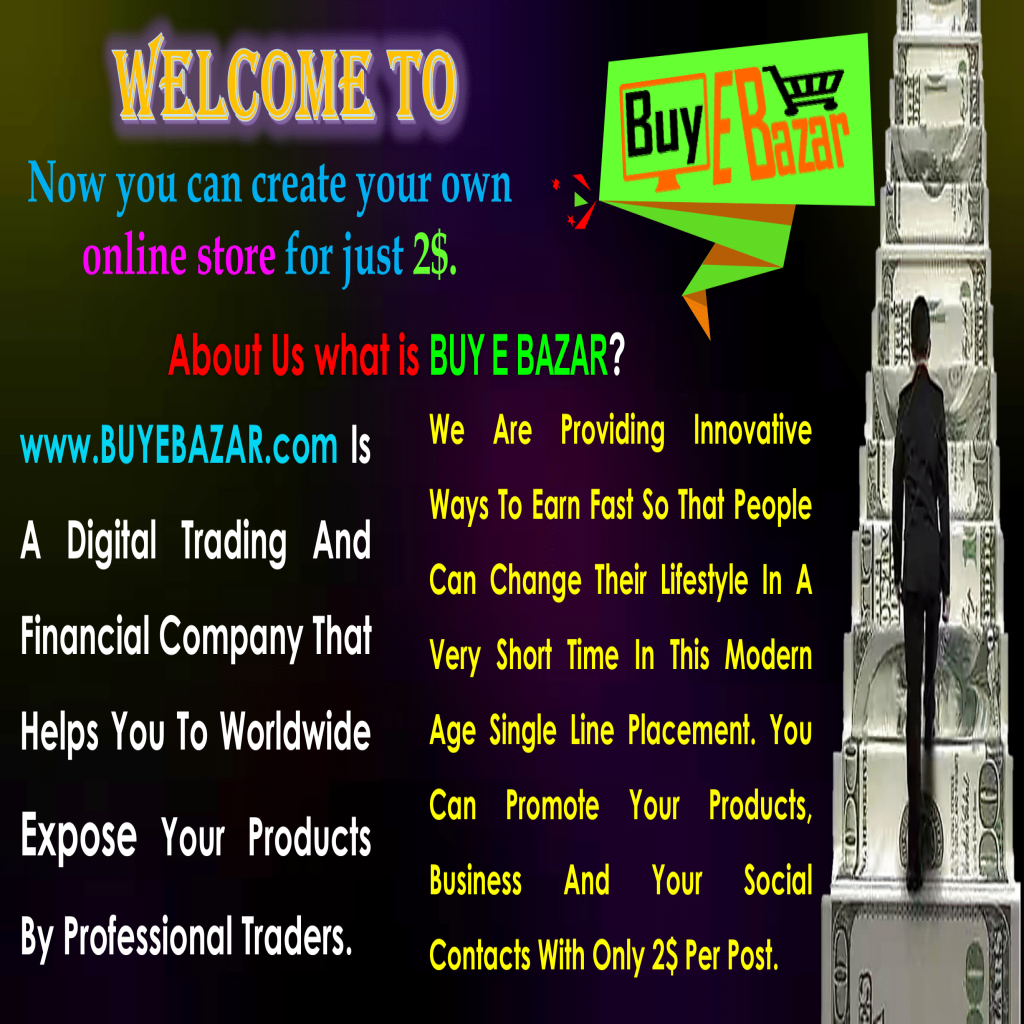 WELCOME TO
Buy E Bazar
Now you can create your own
online store for just 2$.
About Us what is BUY E BAZAR?
www.BUYEBAZAR.com Is
A Digital Trading And
Financial Company That
Helps You To Worldwide
Expose Your Products
By Professional Traders.
We Are Providing Innovative
Ways To Earn Fast So That People
Can Change Their Lifestyle In A
Very Short Time In This Modern
Age Single Line Placement. You
Can Promote Your Products,
Business And Your Social
Contacts With Only 2$ Per Post.